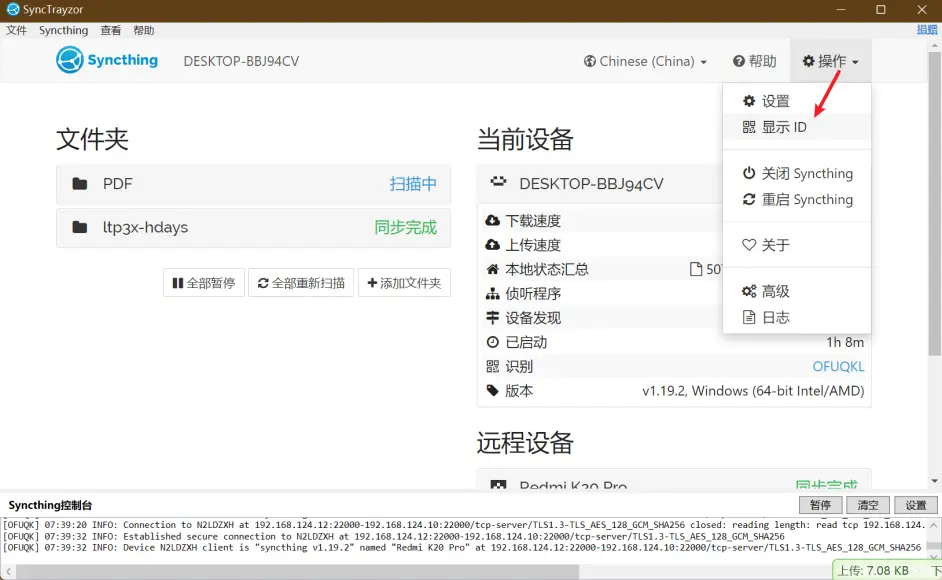 SyncTrayzor
文件 Syncthing 查看 帮助 捐赠
Syncthing DESKTOP-BBJ94CV Chinese (China) 帮助 操作
设置
显示 ID
关闭 Syncthing
重启 Syncthing
关于
高级
日志
文件夹
PDF 扫描中
ltp3x-hdays 同步完成
全部暂停 全部重新扫描 添加文件夹
当前设备
DESKTOP-BBJ94CV
下载速度
上传速度
本地状态汇总 50
侦听程序
设备发现
已启动 1h 8m
识别 OFUQKL
版本 v1.19.2, Windows (64-bit Intel/AMD)
远程设备
Redmi K20 Pro 同步完成
Syncthing控制台 暂停 清空 设置
[OFUQK] 07:39:20 INFO: Connection to N2LDZXH at 192.168.124.12:22000-192.168.124.10:22000/tcp-server/TLS1.3-TLS_AES_128_GCM_SHA256 closed: reading length: read tcp 192.168.124.
[OFUQK] 07:39:32 INFO: Established secure connection to N2LDZXH at 192.168.124.12:22000-192.168.124.10:22000/tcp-server/TLS1.3-TLS_AES_128_GCM_SHA256
[OFUQK] 07:39:32 INFO: Device N2LDZXH client is "syncthing v1.19.2" named "Redmi K20 Pro" at 192.168.124.12:22000-192.168.124.10:22000/tcp-server/TLS1.3-TLS_AES_128_GCM_SHA256
上传: 7.08 KB 下